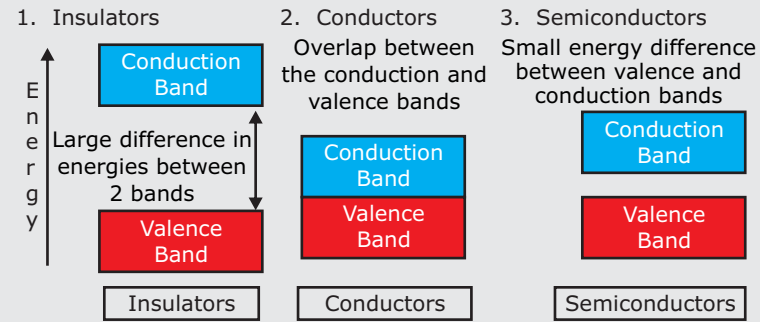 1. Insulators
2. Conductors
3. Semiconductors
Overlap between
the conduction and
valence bands
Small energy difference
between valence and
conduction bands
Energy
Conduction
Band
Large difference in
energies between
2 bands
Valence
Band
Conduction
Band
Valence
Band
Conduction
Band
Valence
Band
Insulators
Conductors
Semiconductors